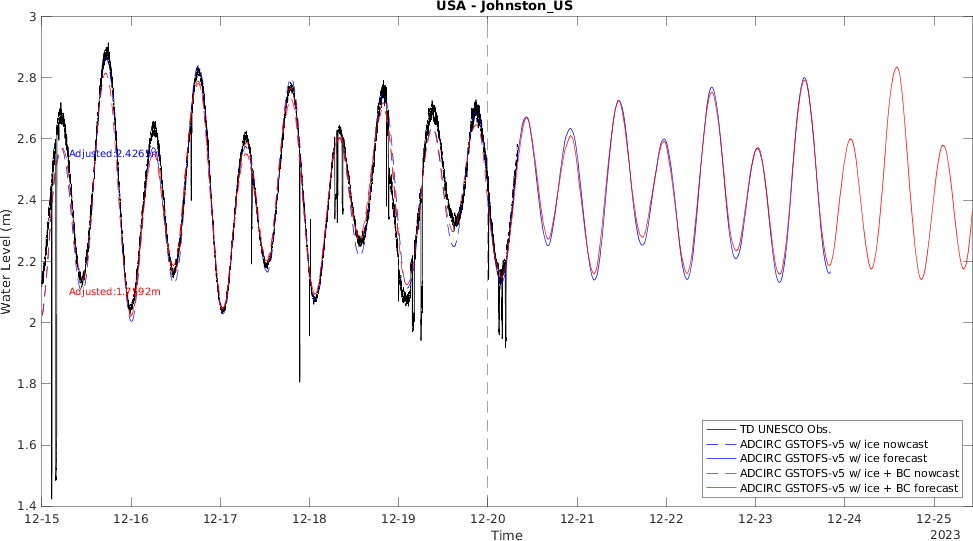 USA - Johnston_US
3
2.8
2.6
2.4
2.2
2
1.8
1.6
1.4
Water Level (m)
Adjusted:
Adjusted:1.7592m
TD UNESCO Obs.
ADCIRC GSTOFS-v5 w/ ice nowcast
ADCIRC GSTOFS-v5 w/ ice forecast
ADCIRC GSTOFS-v5 w/ ice + BC nowcast
ADCIRC GSTOFS-v5 w/ ice + BC forecast
12-15 12-16 12-17 12-18 12-19 12-20 12-21 12-22 12-23 12-24 12-25
Time
2023